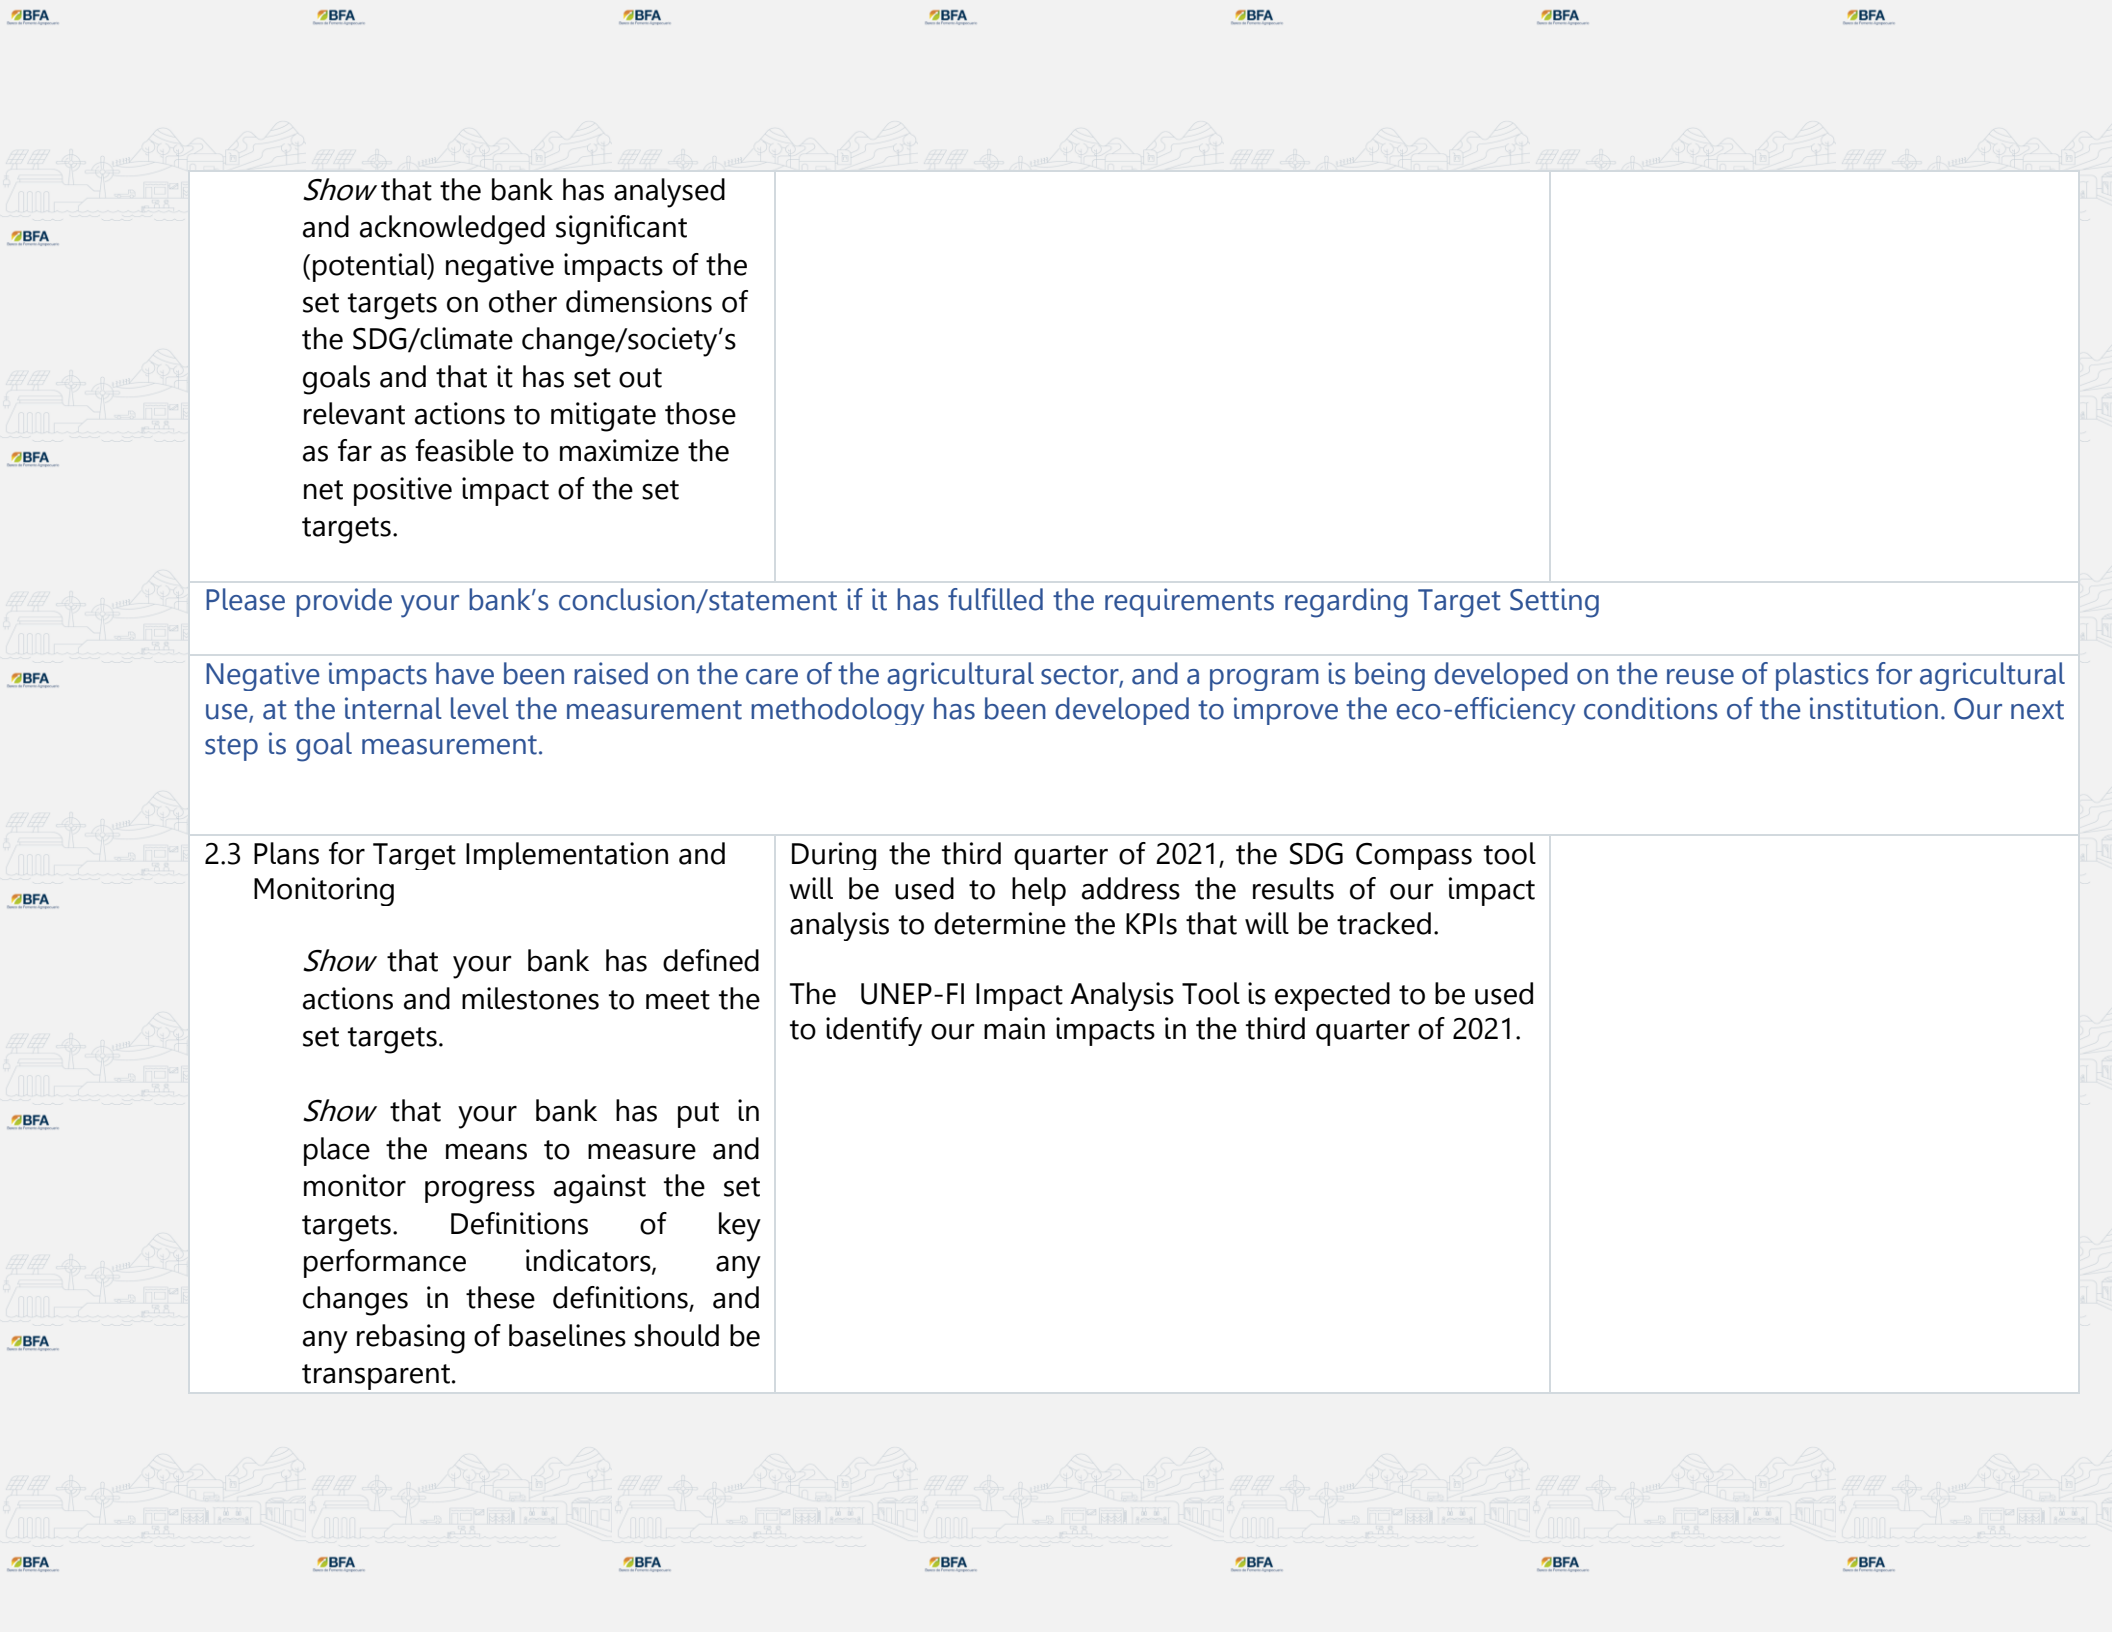 BFA BFA BFA BFA BFA BFA BFA
Show that the bank has analysed
and acknowledged significant
(potential) negative impacts of the
set targets on other dimensions of
the SDG/climate change/society’s
goals and that it has set out
relevant actions to mitigate those
as far as feasible to maximize the
net positive impact of the set
targets.
BFA
BFA
Please provide your bank’s conclusion/statement if it has fulfilled the requirements regarding Target Setting
BFA
Negative impacts have been raised on the care of the agricultural sector, and a program is being developed on the reuse of plastics for agricultural
use, at the internal level the measurement methodology has been developed to improve the eco-efficiency conditions of the institution. Our next
step is goal measurement.
2.3 Plans for Target Implementation and
Monitoring
Show that your bank has defined
actions and milestones to meet the
set targets.
Show that your bank has put in
place the means to measure and
monitor progress against the set
targets. Definitions of key
performance indicators, any
changes in these definitions, and
any rebasing of baselines should be
transparent.
During the third quarter of 2021, the SDG Compass tool
will be used to help address the results of our impact
analysis to determine the KPIs that will be tracked.
The UNEP-FI Impact Analysis Tool is expected to be used
to identify our main impacts in the third quarter of 2021.
BFA
BFA
BFA
BFA BFA BFA BFA BFA BFA BFA